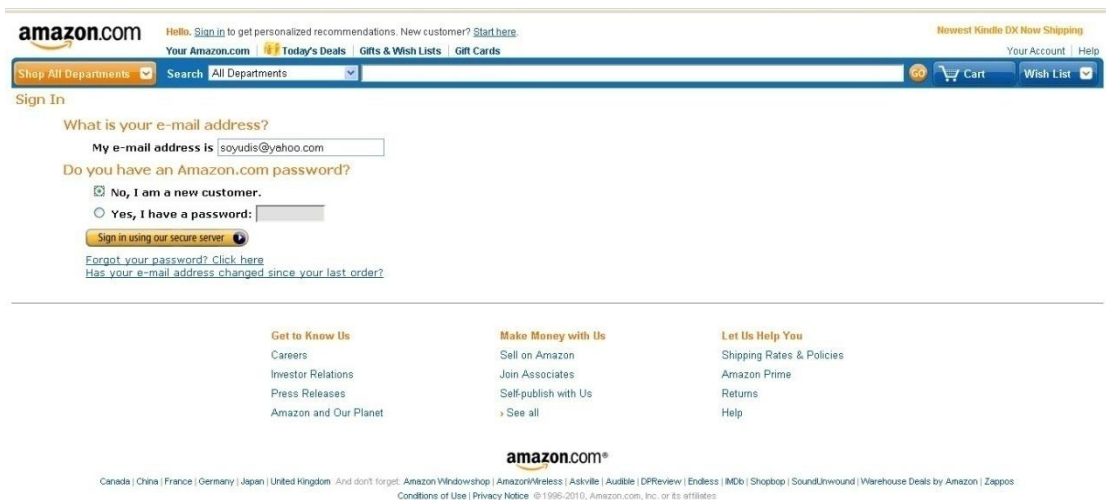 amazon.com
Hello. Sign in to get personalized recommendations. New customer? Start here.
Newest Kindle DX Now Shipping
Your Amazon.com | Today's Deals | Gifts & Wish Lists | Gift Cards
Your Account | Help
Shop All Departments Search All Departments GO Cart Wish List
Sign In
What is your e-mail address?
My e-mail address is soyudis@yahoo.com
Do you have an Amazon.com password?
No, I am a new customer.
Yes, I have a password:
Sign in using our secure server
Forgot your password? Click here
Has your e-mail address changed since your last order?
Get to Know Us
Careers
Investor Relations
Press Releases
Amazon and Our Planet
Make Money with Us
Sell on Amazon
Join Associates
Self-publish with Us
› See all
Let Us Help You
Shipping Rates & Policies
Amazon Prime
Returns
Help
amazon.com®
Canada | China | France | Germany | Japan | United Kingdom And don't forget: Amazon Windowshop | AmazonWireless | Askville | Audible | DPReview | Endless | IMDb | Shopbop | SoundUnwound | Warehouse Deals by Amazon | Zappos
Conditions of Use | Privacy Notice © 1996-2010, Amazon.com, Inc. or its affiliates